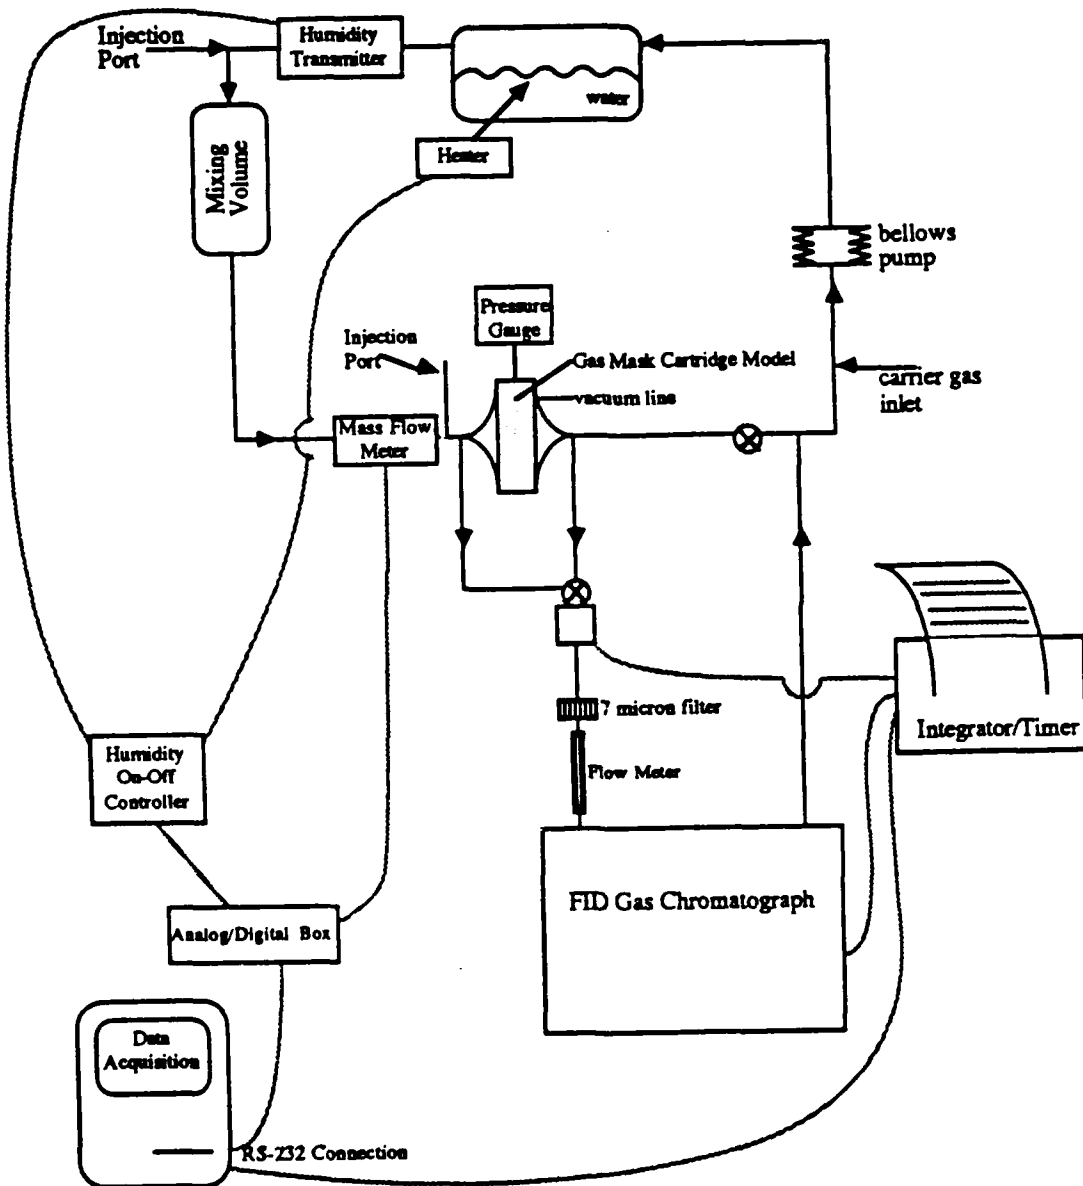 Injection
Port
Humidity
Transmitter
water
Heater
Mixing
Volume
bellows
pump
Pressure
Gauge
Injection
Port
Gas Mask Cartridge Model
vacuum line
carrier gas
inlet
Mass Flow
Meter
7 micron filter
Flow Meter
Integrator/Timer
Humidity
On-Off
Controller
FID Gas Chromatograph
Analog/Digital Box
Data
Acquisition
RS-232 Connection